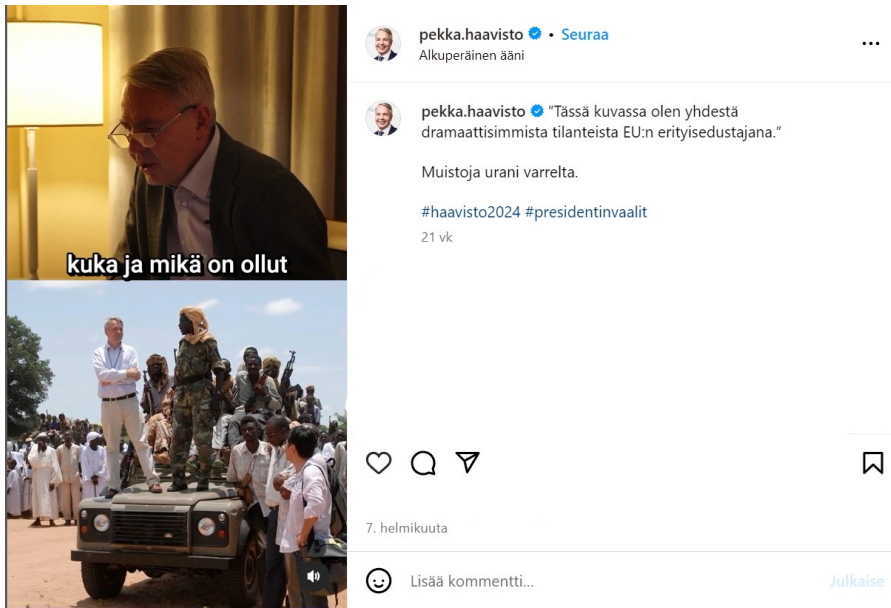 kuka ja mikä on ollut
pekka.haavisto • Seuraa
Alkuperäinen ääni
pekka.haavisto "Tässä kuvassa olen yhdestä
dramaattisimmista tilanteista EU:n erityisedustajana."
Muistoja urani varrelta.
#haavisto2024 #presidentinvaalit
21 vk
7. helmikuuta
Lisää kommentti...
Julkaise